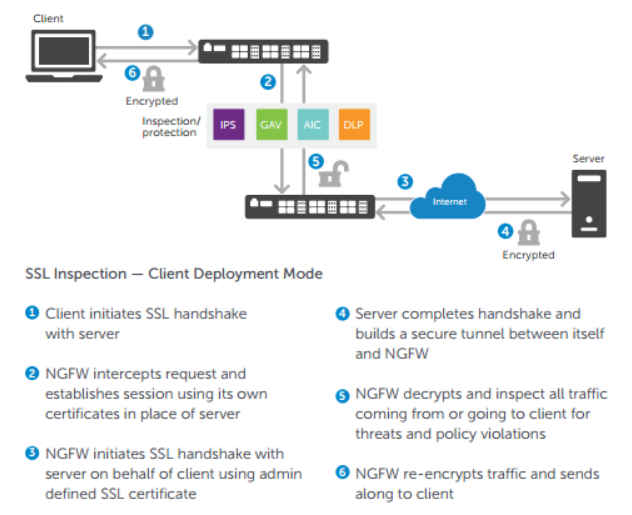 Client
1
6
Encrypted
2
Inspection/
protection
IPS GAV AIC DLP
5
3
Internet
Server
4
Encrypted
SSL Inspection — Client Deployment Mode
1 Client initiates SSL handshake
with server
2 NGFW intercepts request and
establishes session using its own
certificates in place of server
3 NGFW initiates SSL handshake with
server on behalf of client using admin
defined SSL certificate
4 Server completes handshake and
builds a secure tunnel between itself
and NGFW
5 NGFW decrypts and inspect all traffic
coming from or going to client for
threats and policy violations
6 NGFW re-encrypts traffic and sends
along to client